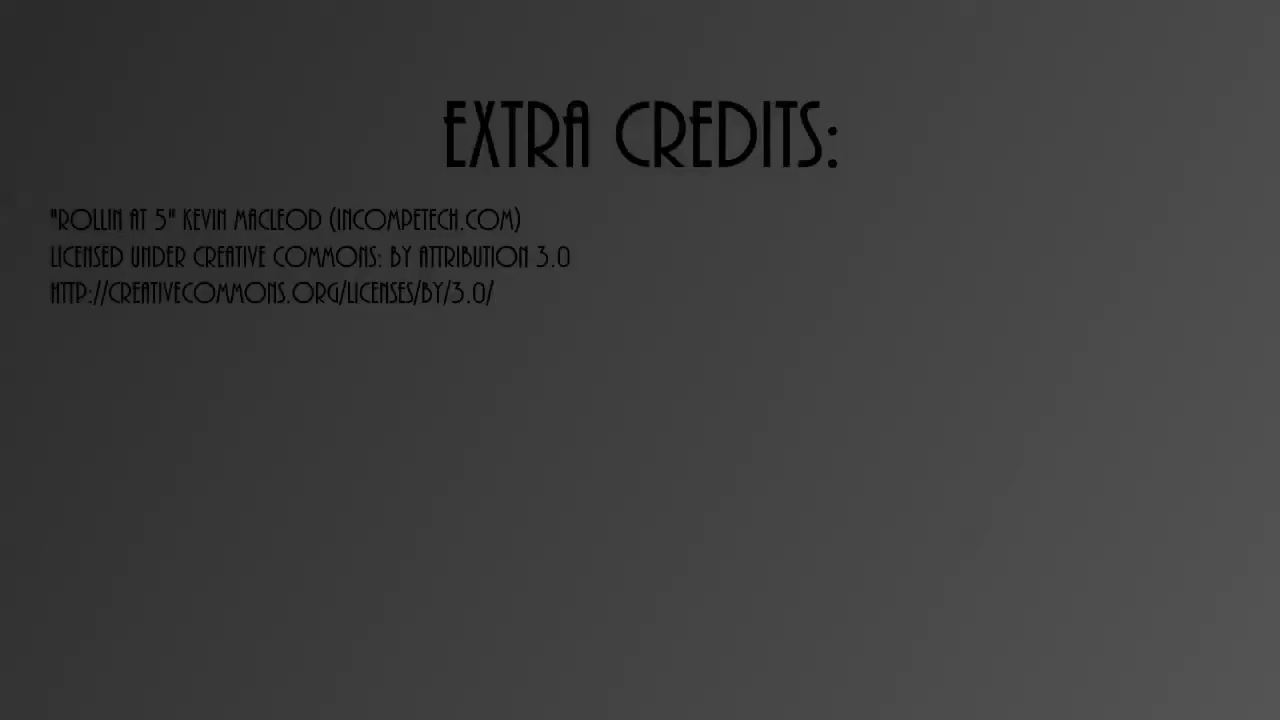 EXTRA CREDITS:
"ROLLIN AT 5" KEVIN MACLEOD (INCOMPETECH.COM)
LICENSED UNDER CREATIVE COMMONS: BY ATTRIBUTION 3.0
HTTP://CREATIVECOMMONS.ORG/LICENSES/BY/3.0/